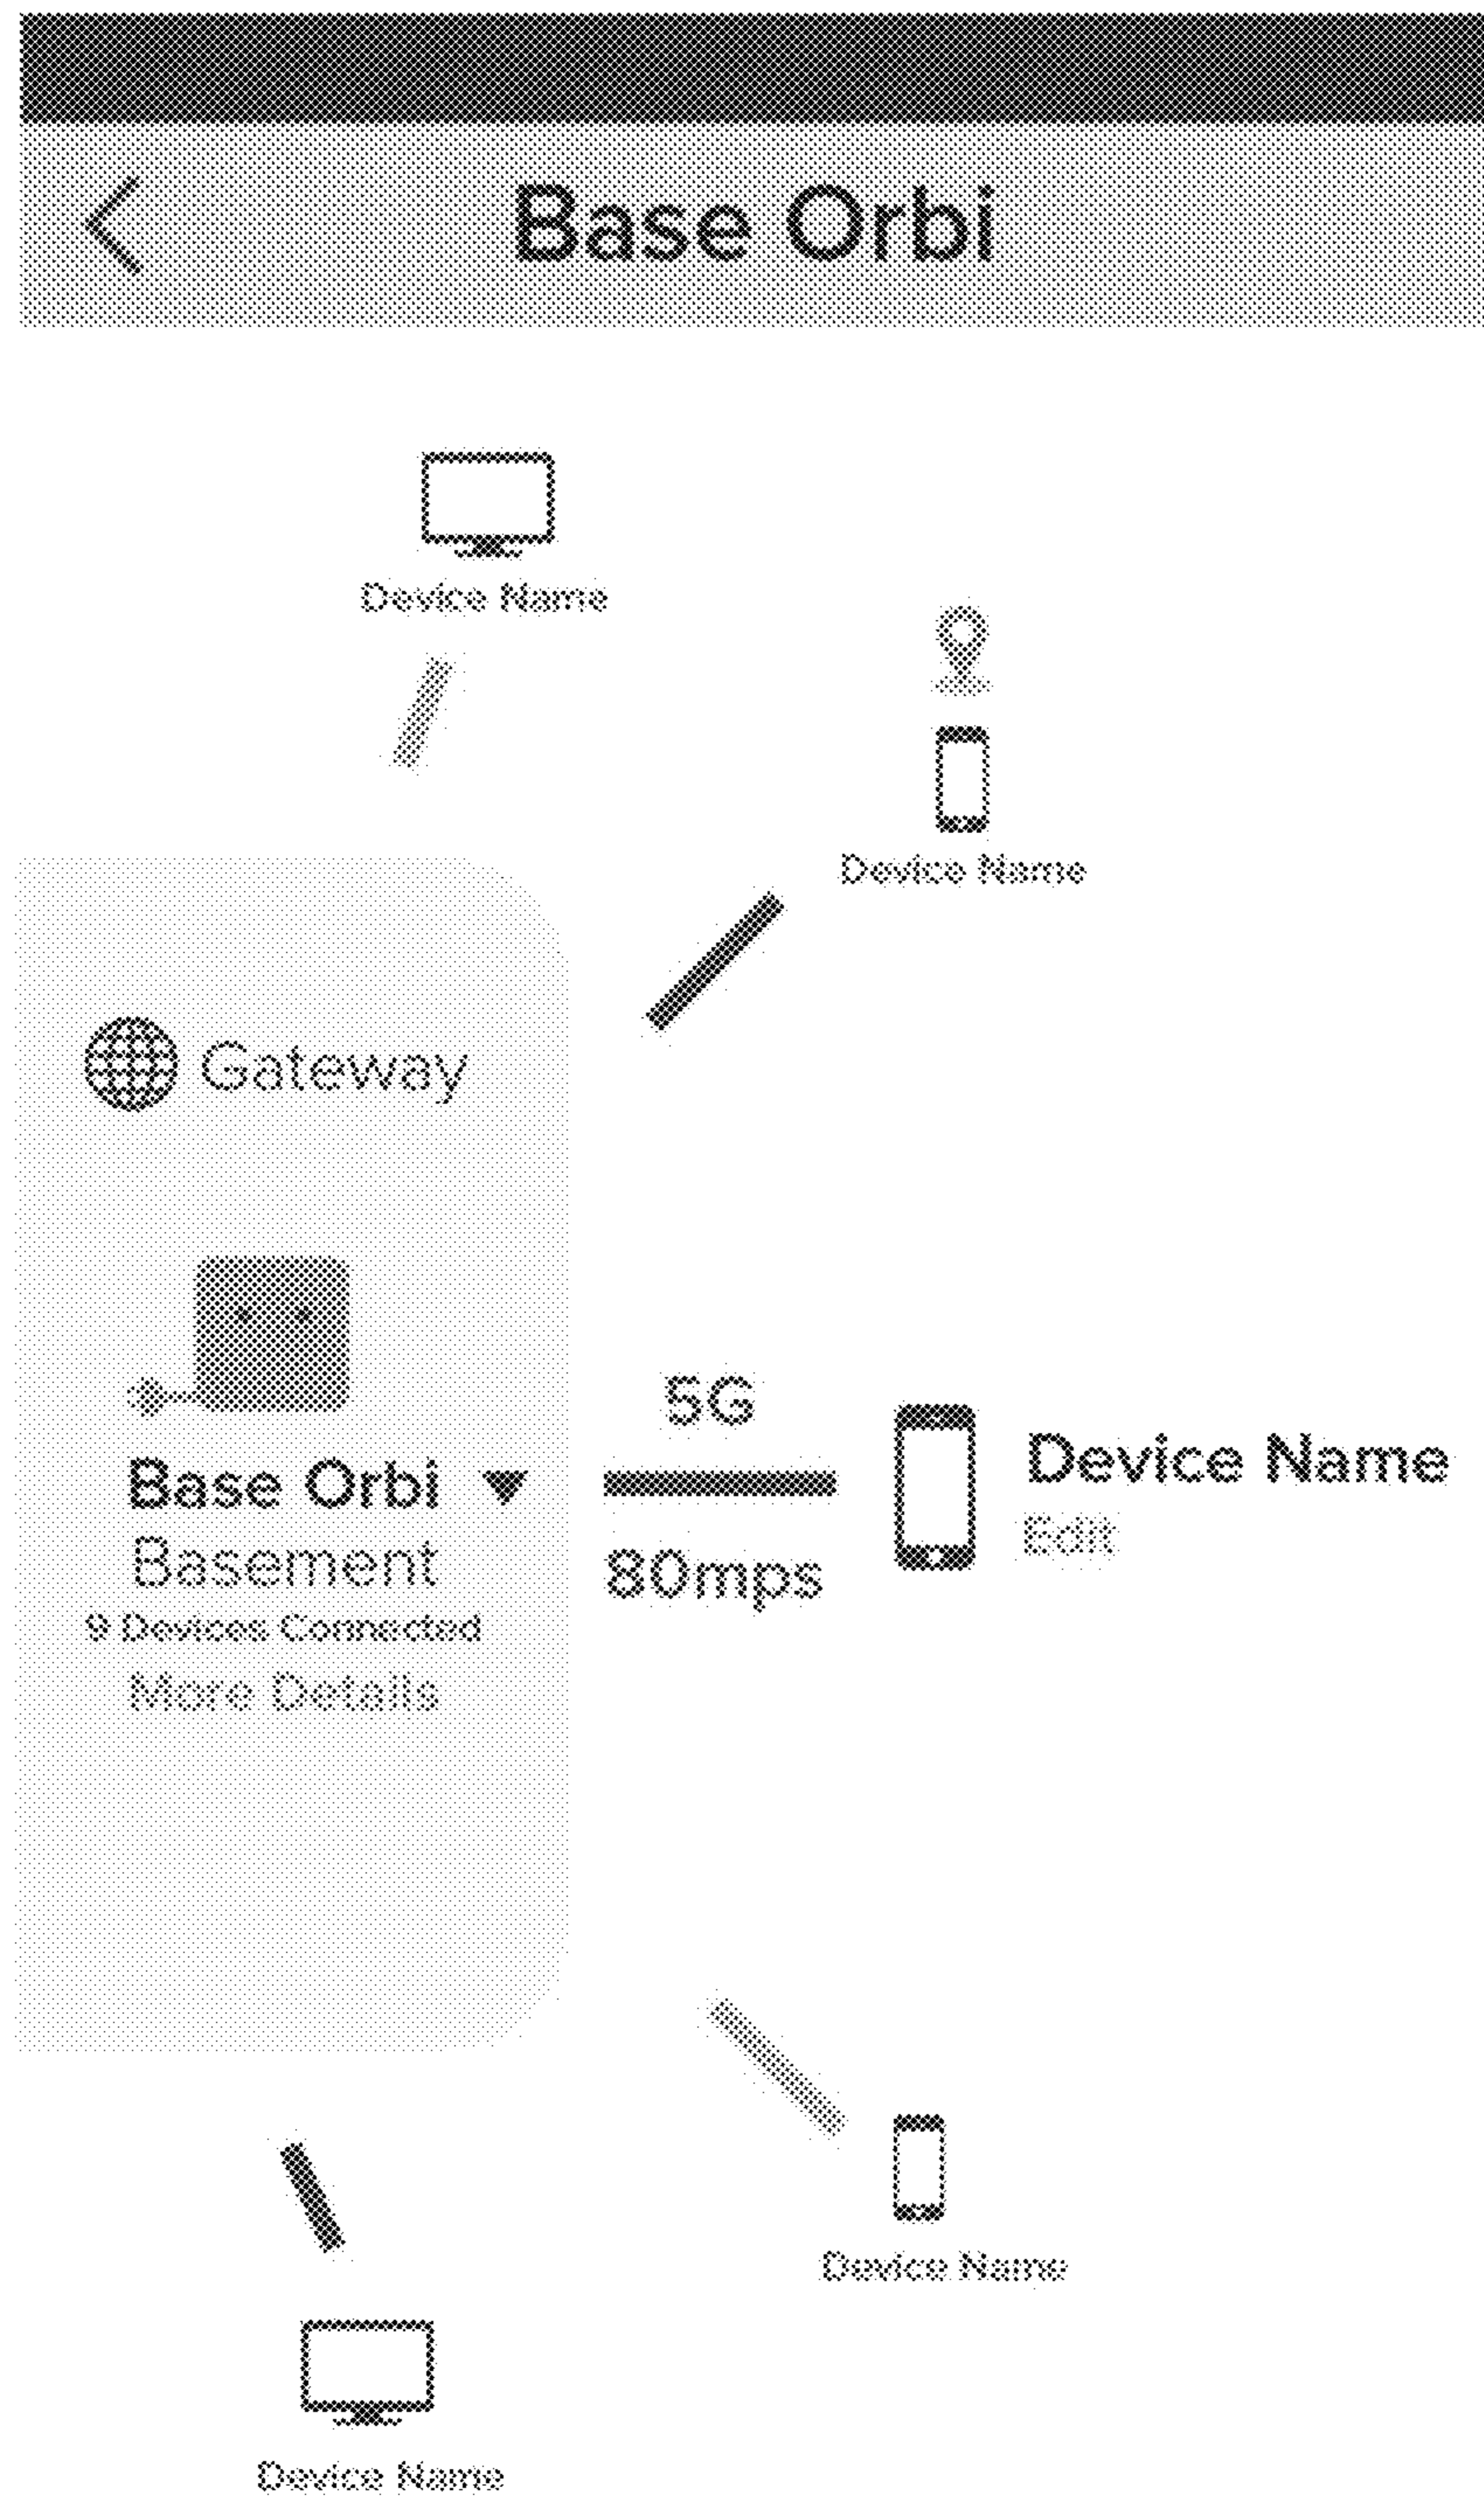 Base Orbi
Device Name
Device Name
Gateway
5G
Base Orbi
80mps
Device Name
Edit
Basement
9 Devices Connected
More Details
Device Name
Device Name